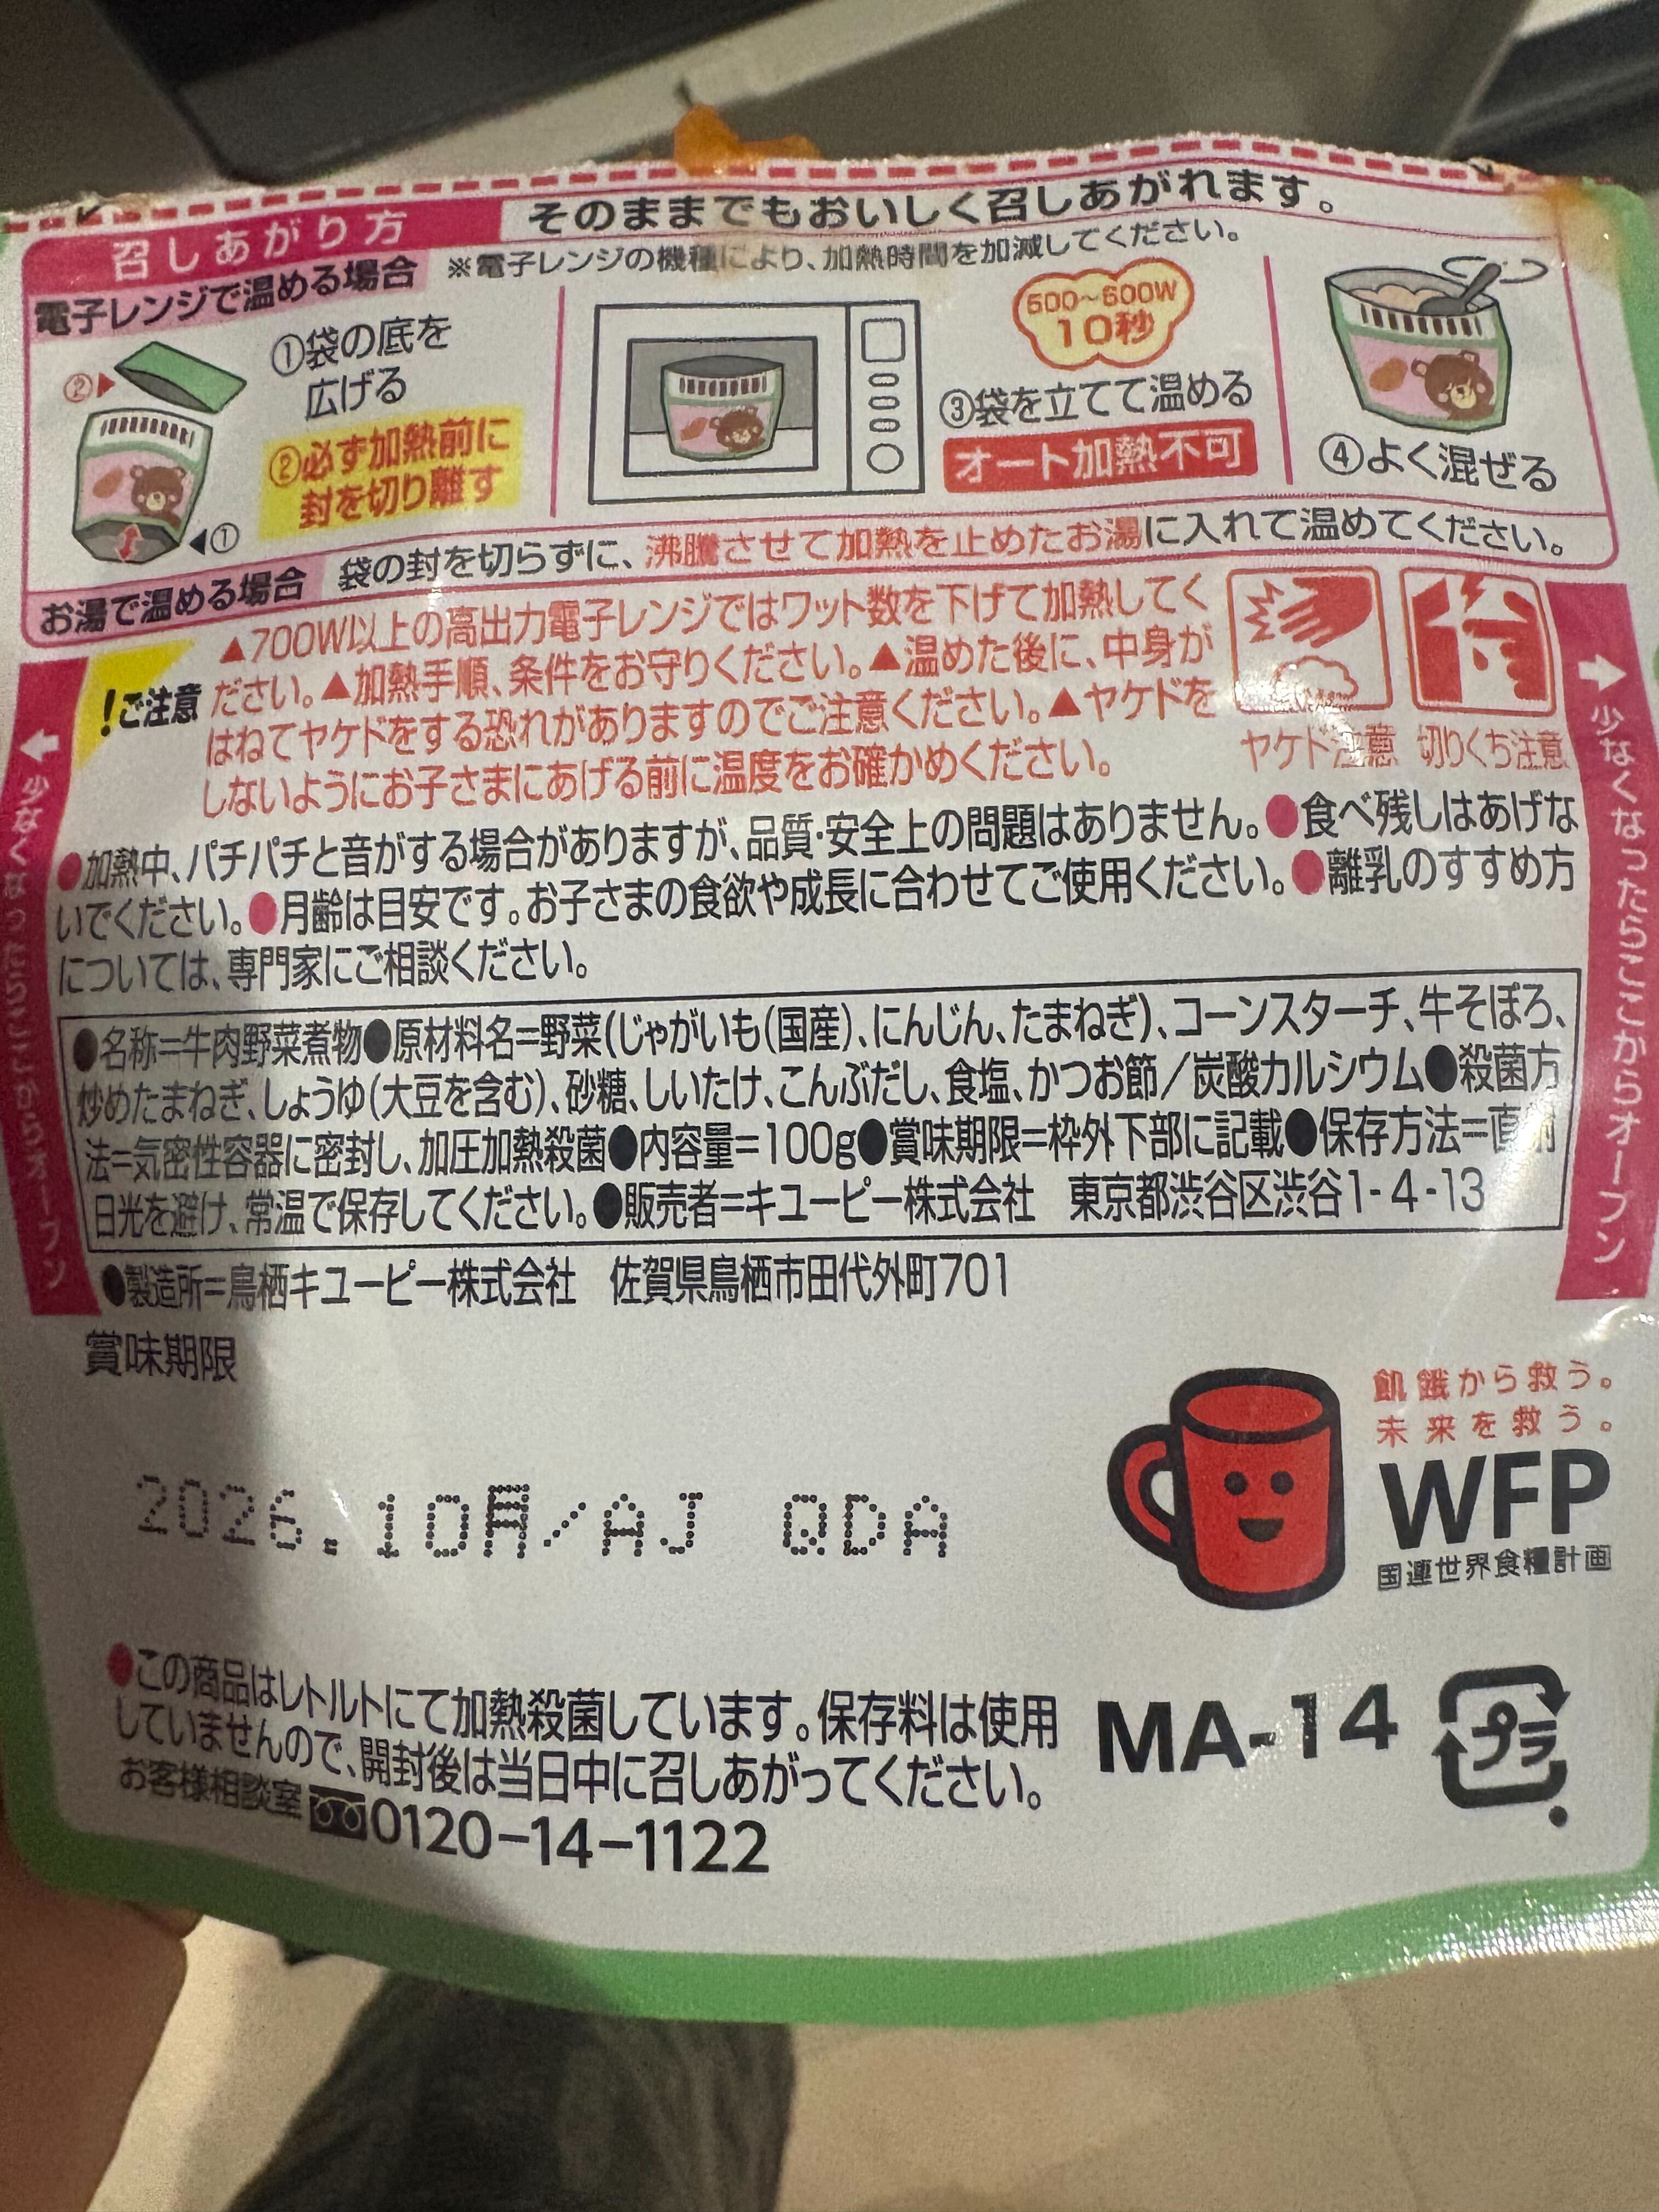 召しあがり方
そのままでもおいしく召しあがれます。
電子レンジで温める場合
※電子レンジの機種により、加熱時間を加減してください。
①袋の底を
広げる
②必ず加熱前に
封を切り離す
②
①
500~600W
10秒
③袋を立てて温める
オート加熱不可
④よく混ぜる
お湯で温める場合
袋の封を切らずに、沸騰させて加熱を止めたお湯に入れて温めてください。
!ご注意
▲700W以上の高出力電子レンジではワット数を下げて加熱してく
ださい。▲加熱手順、条件をお守りください。▲温めた後に、中身が
はねてヤケドをする恐れがありますのでご注意ください。▲ヤケドを
しないようにお子さまにあげる前に温度をお確かめください。
ヤケド注意
切りくち注意
少なくなったらここからオープン
少なくなったらここからオープン
●加熱中、パチパチと音がする場合がありますが、品質・安全上の問題はありません。●食べ残しはあげな
いでください。●月齢は目安です。お子さまの食欲や成長に合わせてご使用ください。●離乳のすすめ方
については、専門家にご相談ください。
●名称=牛肉野菜煮物●原材料名=野菜(じゃがいも(国産)、にんじん、たまねぎ)、コーンスターチ、牛そぼろ、
炒めたまねぎ、しょうゆ(大豆を含む)、砂糖、しいたけ、こんぶだし、食塩、かつお節／炭酸カルシウム●殺菌方
法=気密性容器に密封し、加圧加熱殺菌●内容量=100g●賞味期限=枠外下部に記載●保存方法=直射
日光を避け、常温で保存してください。●販売者=キユーピー株式会社 東京都渋谷区渋谷1-4-13
●製造所=鳥栖キユーピー株式会社 佐賀県鳥栖市田代外町701
賞味期限
2026.10月/AJ QDA
飢餓から救う。
未来を救う。
WFP
国連世界食糧計画
●この商品はレトルトにて加熱殺菌しています。保存料は使用
していませんので、開封後は当日中に召しあがってください。
お客様相談室 0120-14-1122
MA-14
プラ